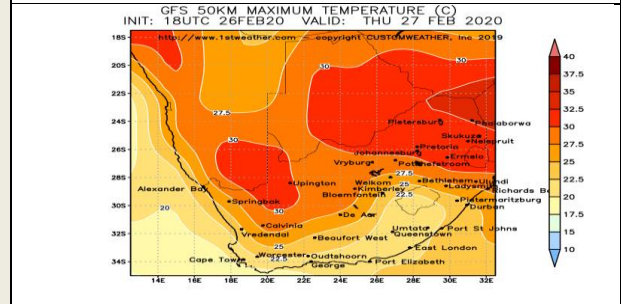 GFS 50KM MAXIMUM TEMPERATURE (C)
INIT: 18UTC 26FEB20 VALID: THU 27 FEB 2020
http://www.1stweather.com copyright CUSTOMWEATHER, Inc 2019
18S
20S
22S
24S
26S
28S
30S
32S
34S
30
30
27.5
30
Pietersburg
Phalaborwa
Skukuza
Nelspruit
Pretoria
Johannesburg
Ermelo
Vryburg
Potchefstroom
27.5
Welkom
25
Bethlehem
Ulundi
Alexander Bay
Upington
Kimberley
Ladysmith
Bloemfontein
22.5
Richards B
Springbok
Pietermaritzburg
20
30
De Aar
Durban
Calvinia
Umtata
Port St Johns
Vredendal
Beaufort West
Queenstown
25
East London
Cape Town
Worcester
Oudtshoorn
22.5
George
Port Elizabeth
14E 16E 18E 20E 22E 24E 26E 28E 30E 32E
40
37.5
35
32.5
30
27.5
25
22.5
20
17.5
15
10